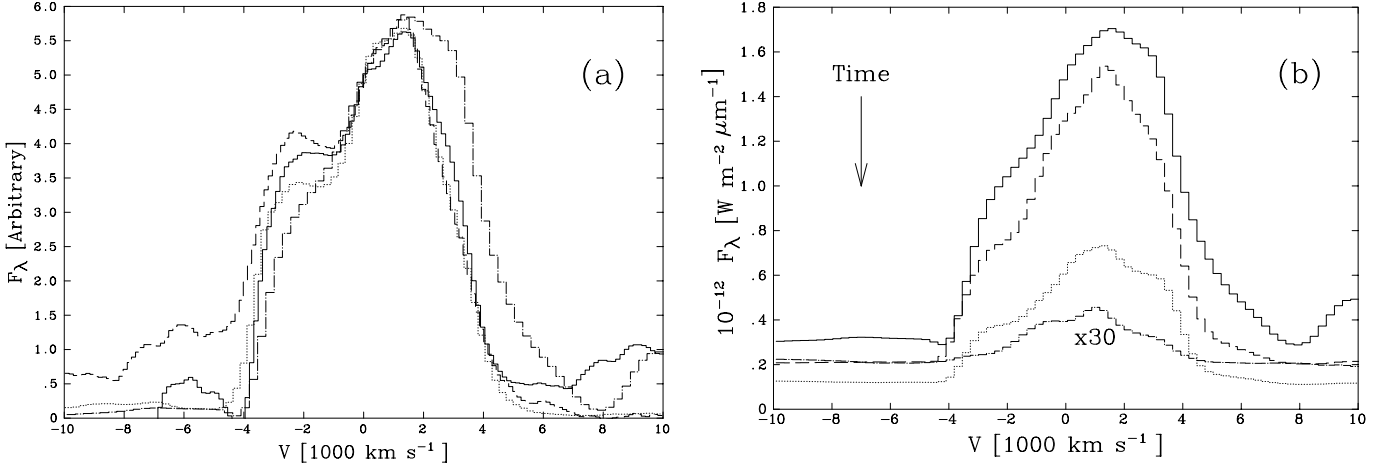 6.0
5.5
5.0
4.5
4.0
3.5
3.0
2.5
2.0
1.5
1.0
.5
0
Fλ [Arbitrary]
(a)
−10 −8 −6 −4 −2 0 2 4 6 8 10
V [1000 km s⁻¹]
1.8
1.6
1.4
1.2
1.0
.8
.6
.4
.2
0
10⁻¹² Fλ [W m⁻² μm⁻¹]
Time
(b)
x30
−10 −8 −6 −4 −2 0 2 4 6 8 10
V [1000 km s⁻¹]